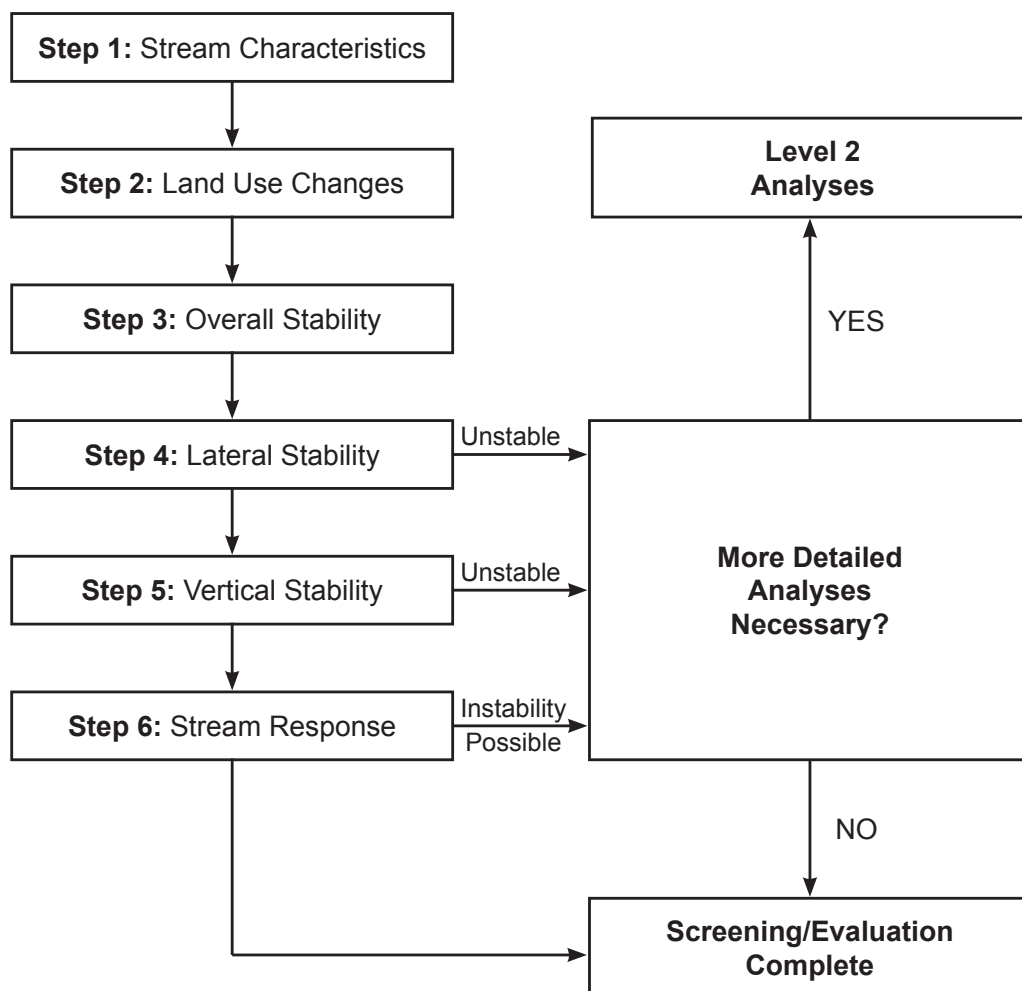 Step 1: Stream Characteristics
Step 2: Land Use Changes
Step 3: Overall Stability
Step 4: Lateral Stability
Unstable
Step 5: Vertical Stability
Unstable
Step 6: Stream Response
Instability
Possible
Level 2
Analyses
YES
More Detailed
Analyses
Necessary?
NO
Screening/Evaluation
Complete